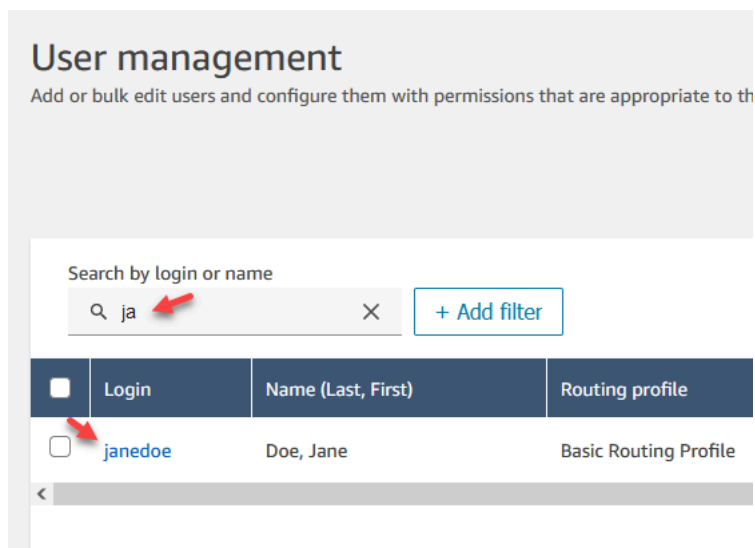 User management
Add or bulk edit users and configure them with permissions that are appropriate to th
Search by login or name
ja
+ Add filter
Login Name (Last, First) Routing profile
janedoe Doe, Jane Basic Routing Profile